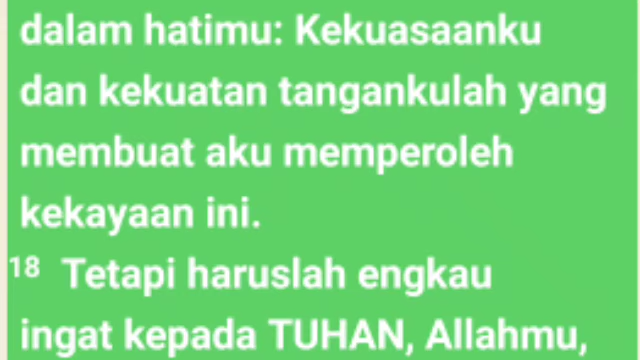 dalam hatimu: Kekuasaanku
dan kekuatan tangankulah yang
membuat aku memperoleh
kekayaan ini.
18 Tetapi haruslah engkau
ingat kepada TUHAN, Allahmu,